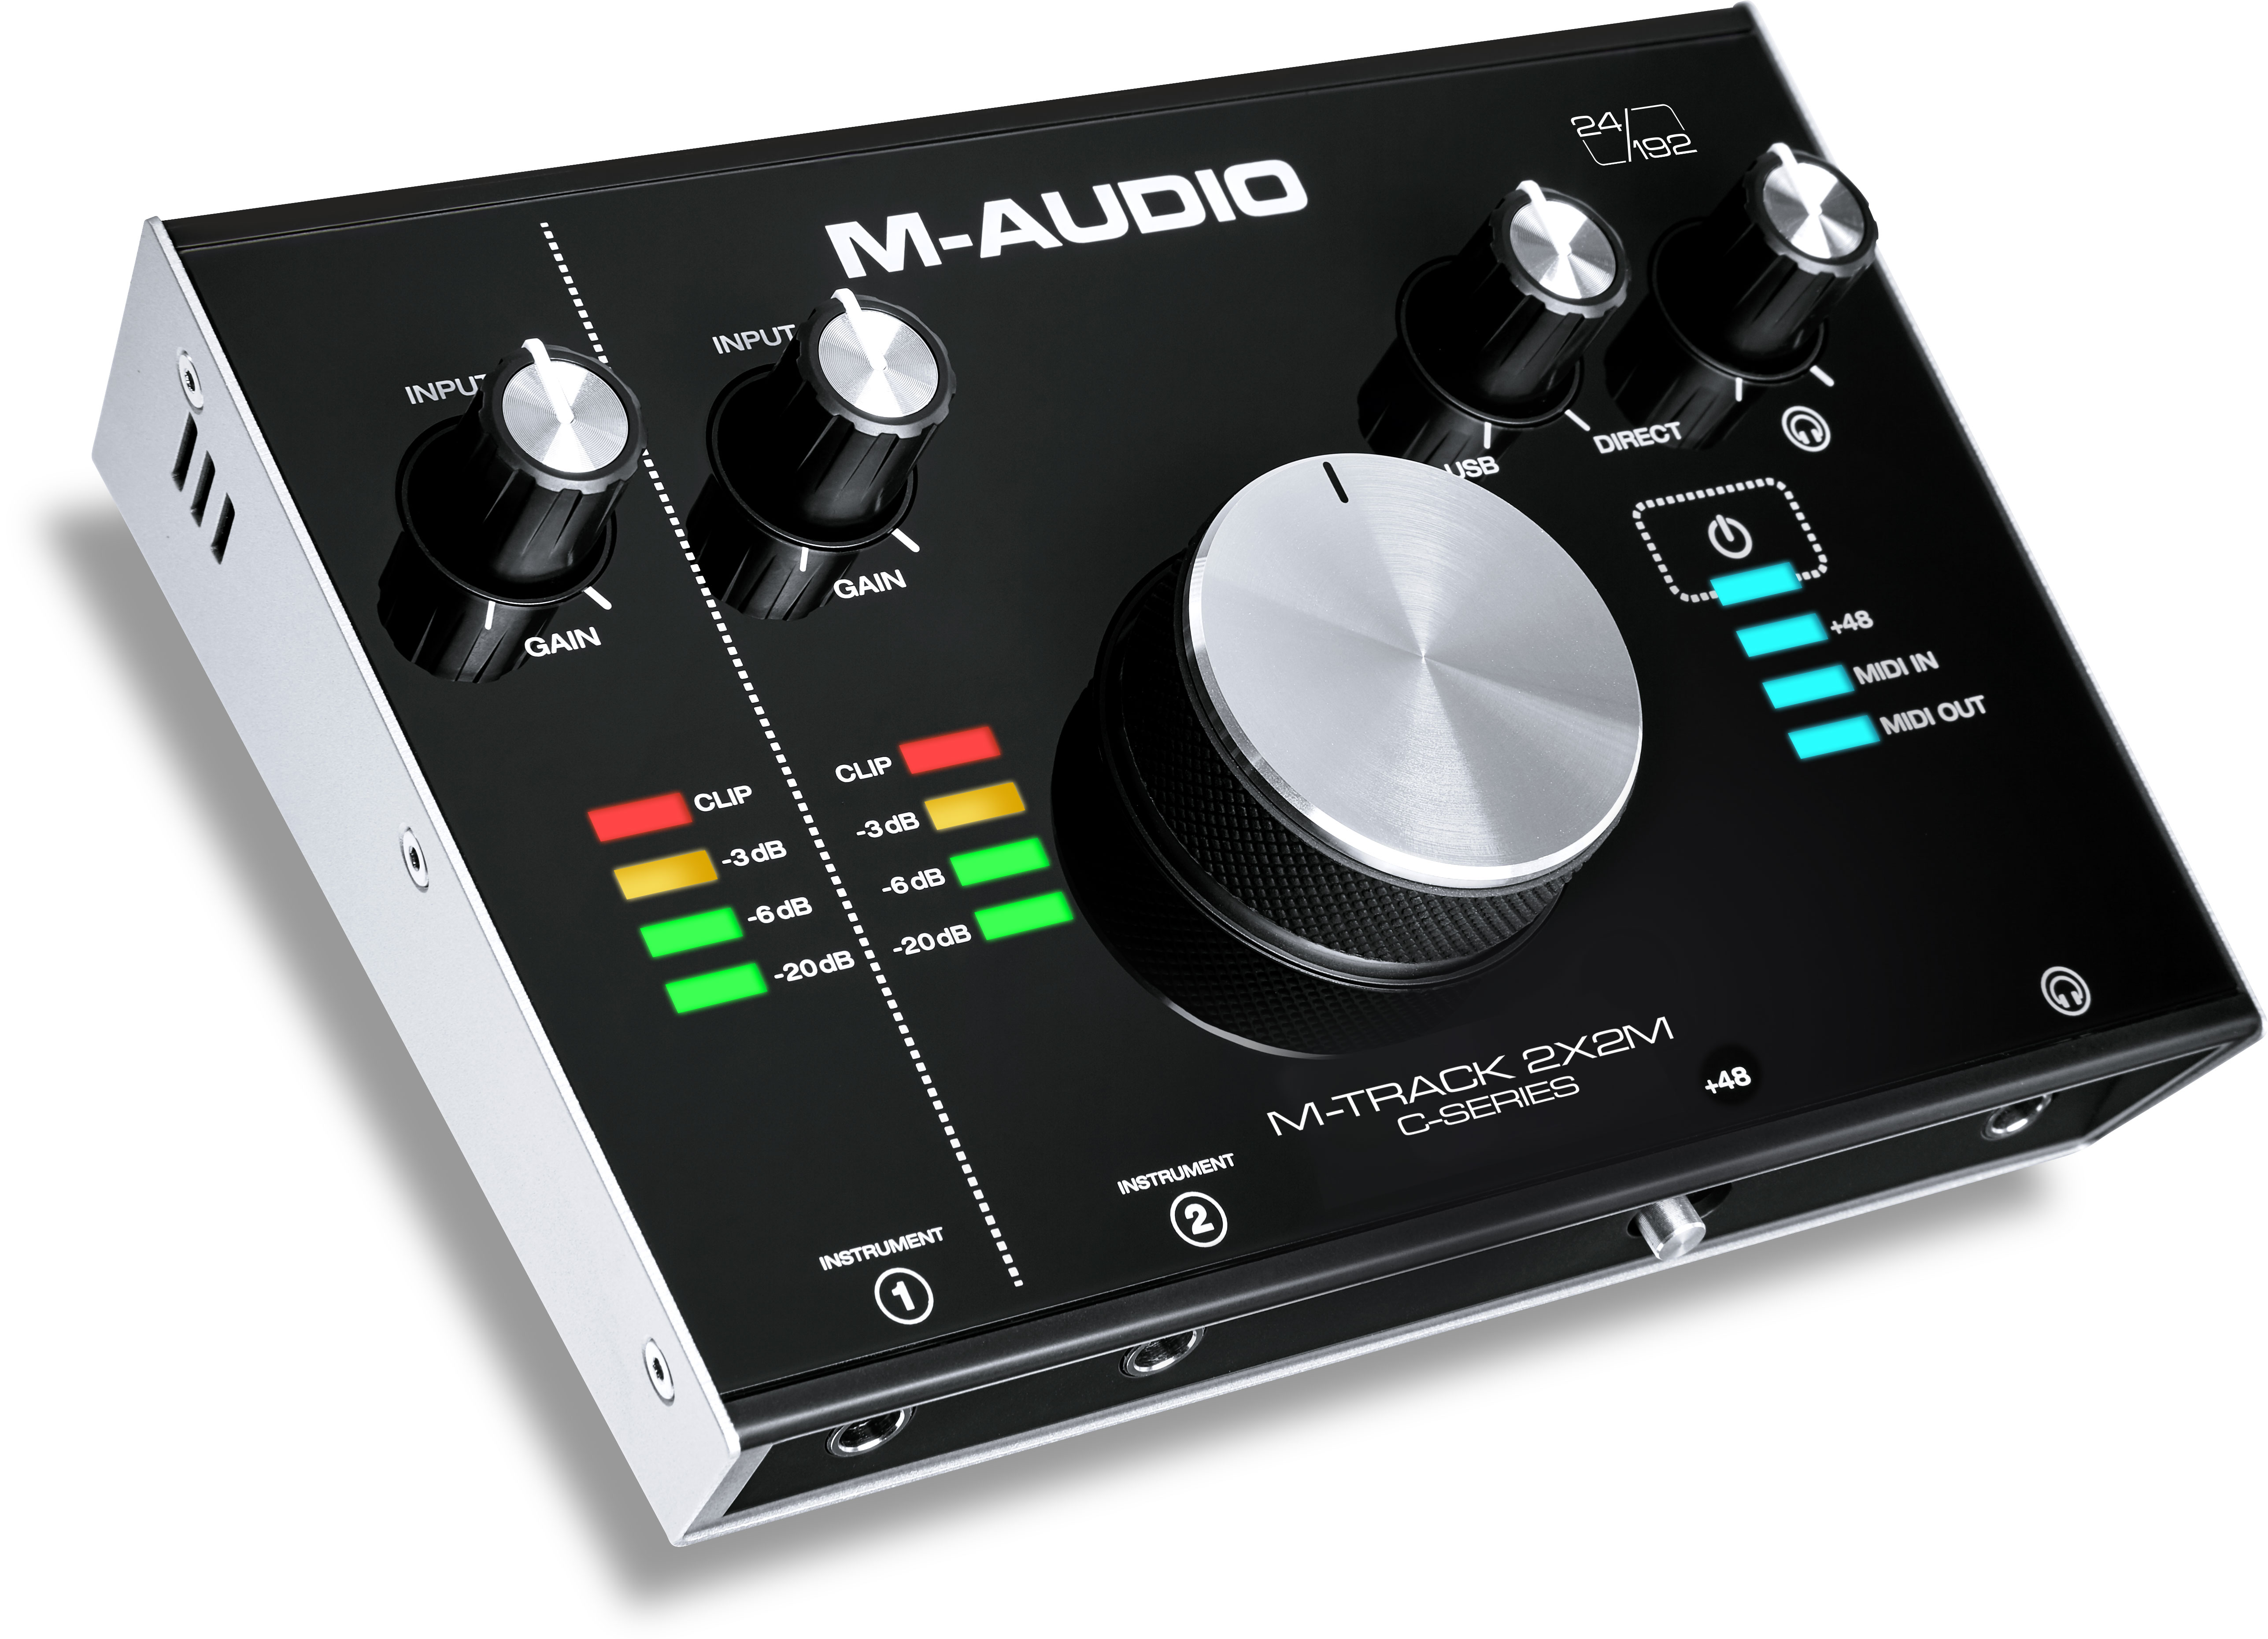 24/192
M-AUDIO
INPUT
INPUT
GAIN
GAIN
USB
DIRECT
+48
MIDI IN
MIDI OUT
CLIP
-3dB
-6dB
-20dB
CLIP
-3dB
-6dB
-20dB
M-TRACK 2X2M
C-SERIES
+48
INSTRUMENT
1
INSTRUMENT
2